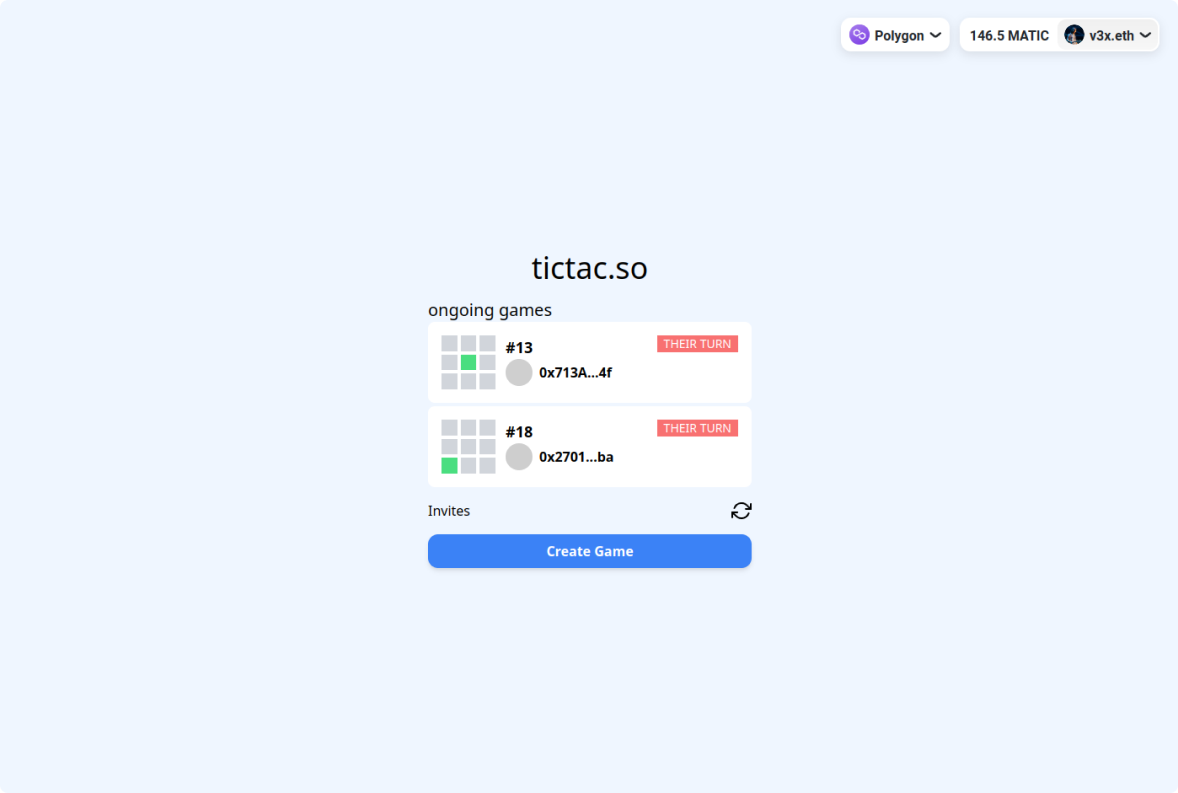 Polygon
146.5 MATIC v3x.eth
tictac.so
ongoing games
#13
THEIR TURN
0x713A...4f
#18
THEIR TURN
0x2701...ba
Invites
Create Game